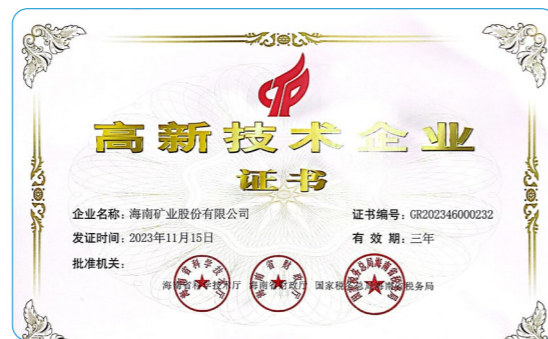 高新技术企业
证书
企业名称：海南矿业股份有限公司 证书编号：GR202346000232
发证时间：2023年11月15日 有 效 期：三年
批准机关：
海南省科学技术厅 海南省财政厅 国家税务总局海南省税务局